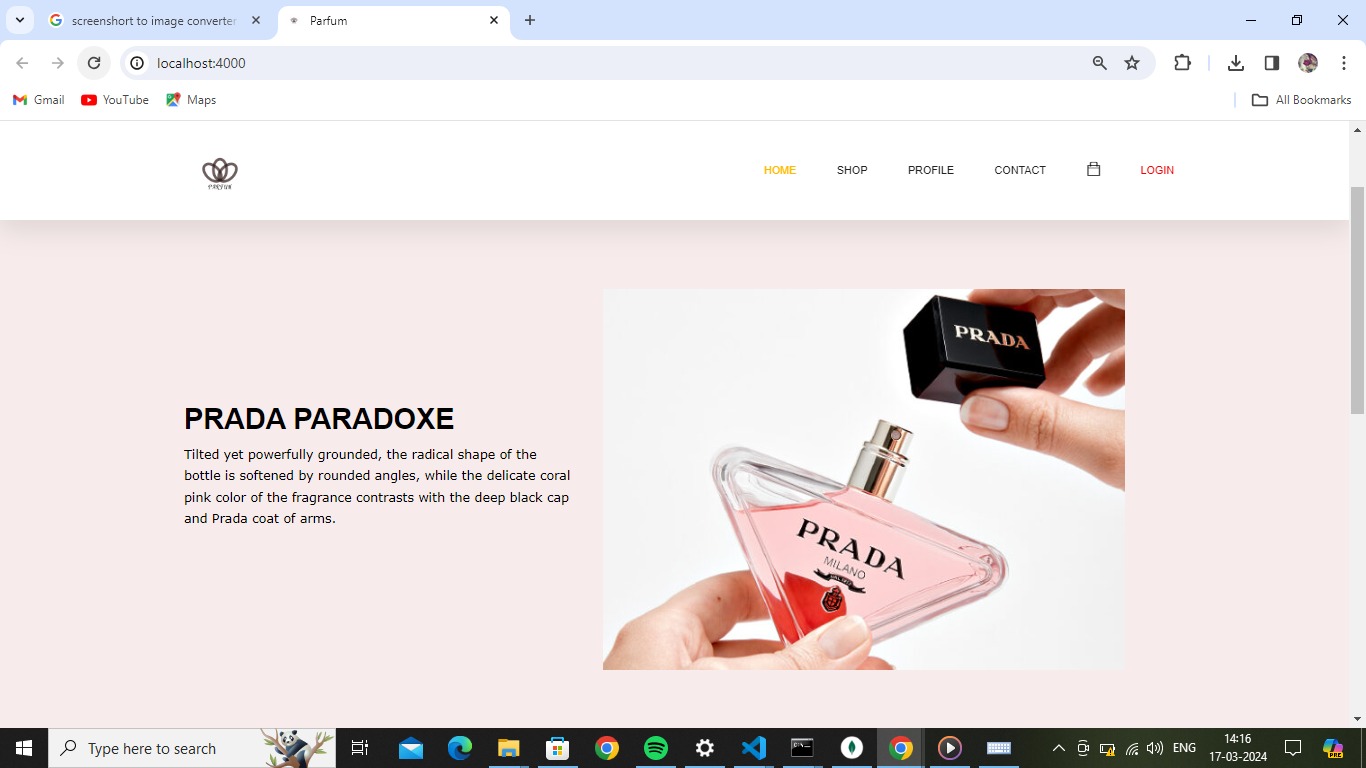 screenshort to image converter
Parfum
localhost:4000
Gmail
YouTube
Maps
All Bookmarks
PARFUM
HOME
SHOP
PROFILE
CONTACT
LOGIN
PRADA
PRADA PARADOXE
Tilted yet powerfully grounded, the radical shape of the
bottle is softened by rounded angles, while the delicate coral
pink color of the fragrance contrasts with the deep black cap
and Prada coat of arms.
PRADA
MILANO
Type here to search
ENG
14:16
17-03-2024